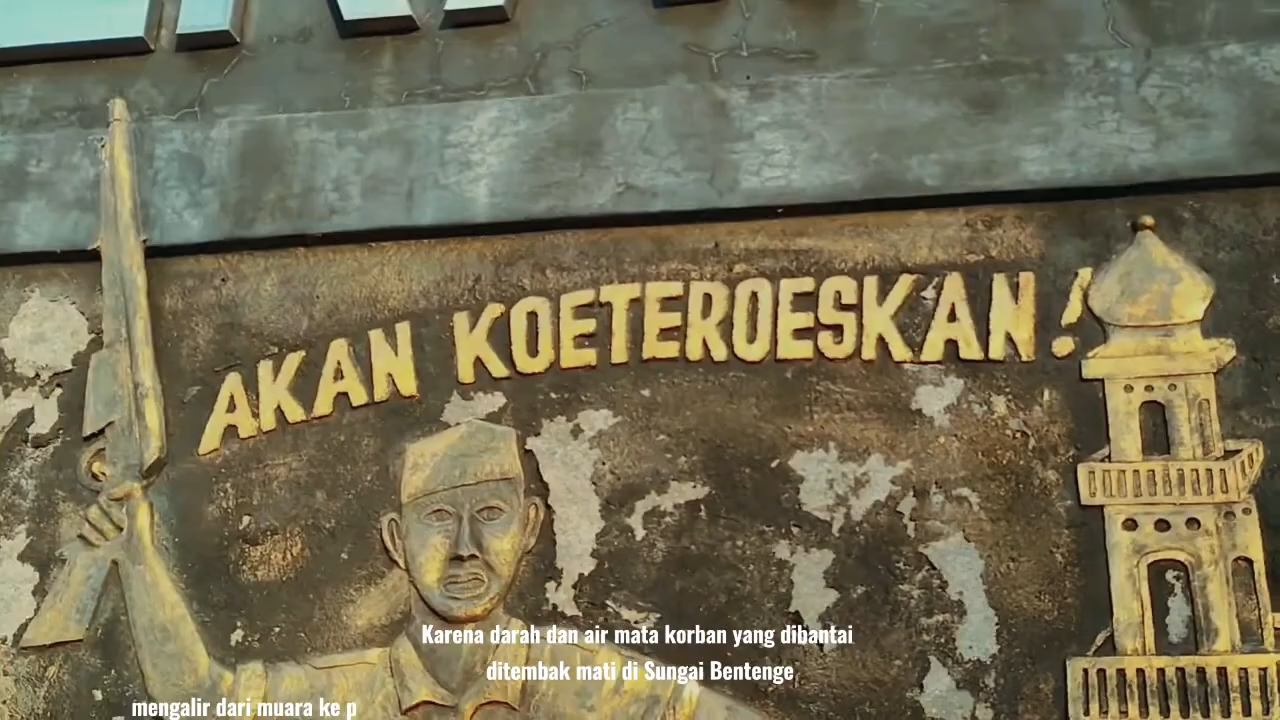 AKAN KOETEROESKAN!
Karena darah dan air mata korban yang dibantai
ditembak mati di Sungai Bentenge
mengalir dari muara ke p